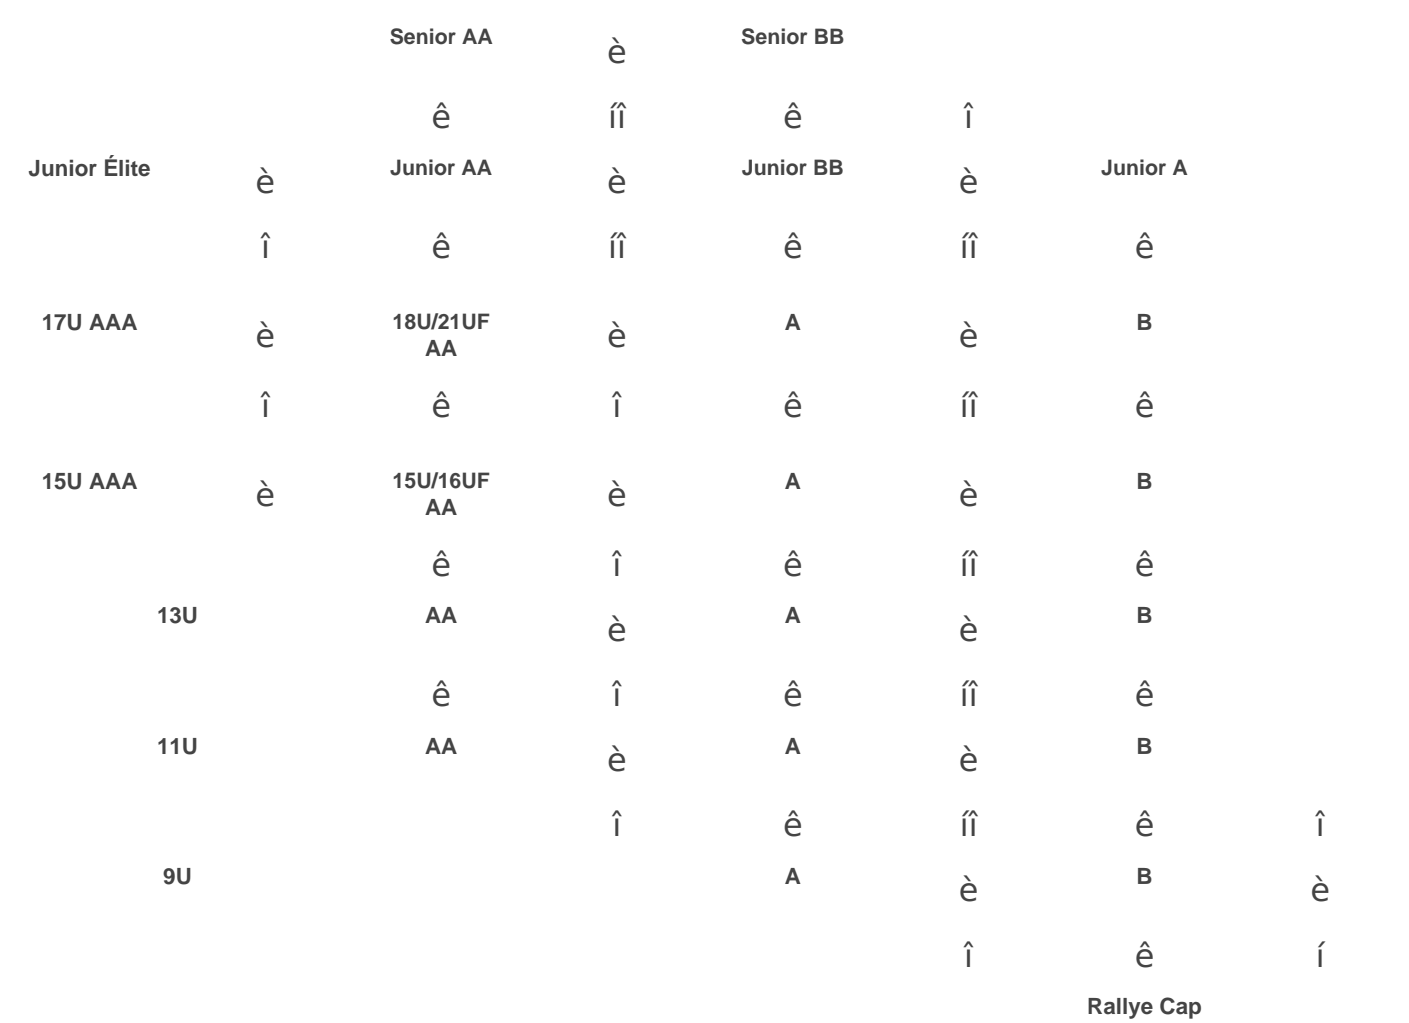 Senior AA è Senior BB
ê íî ê î
Junior Élite è Junior AA è Junior BB è Junior A
î ê íî ê íî ê
17U AAA è 18U/21UF è A è B
AA
î ê î ê íî ê
15U AAA è 15U/16UF è A è B
AA
ê î ê íî ê
13U AA è A è B
ê î ê íî ê
11U AA è A è B
î ê íî ê î
9U A è B è
î ê í
Rallye Cap